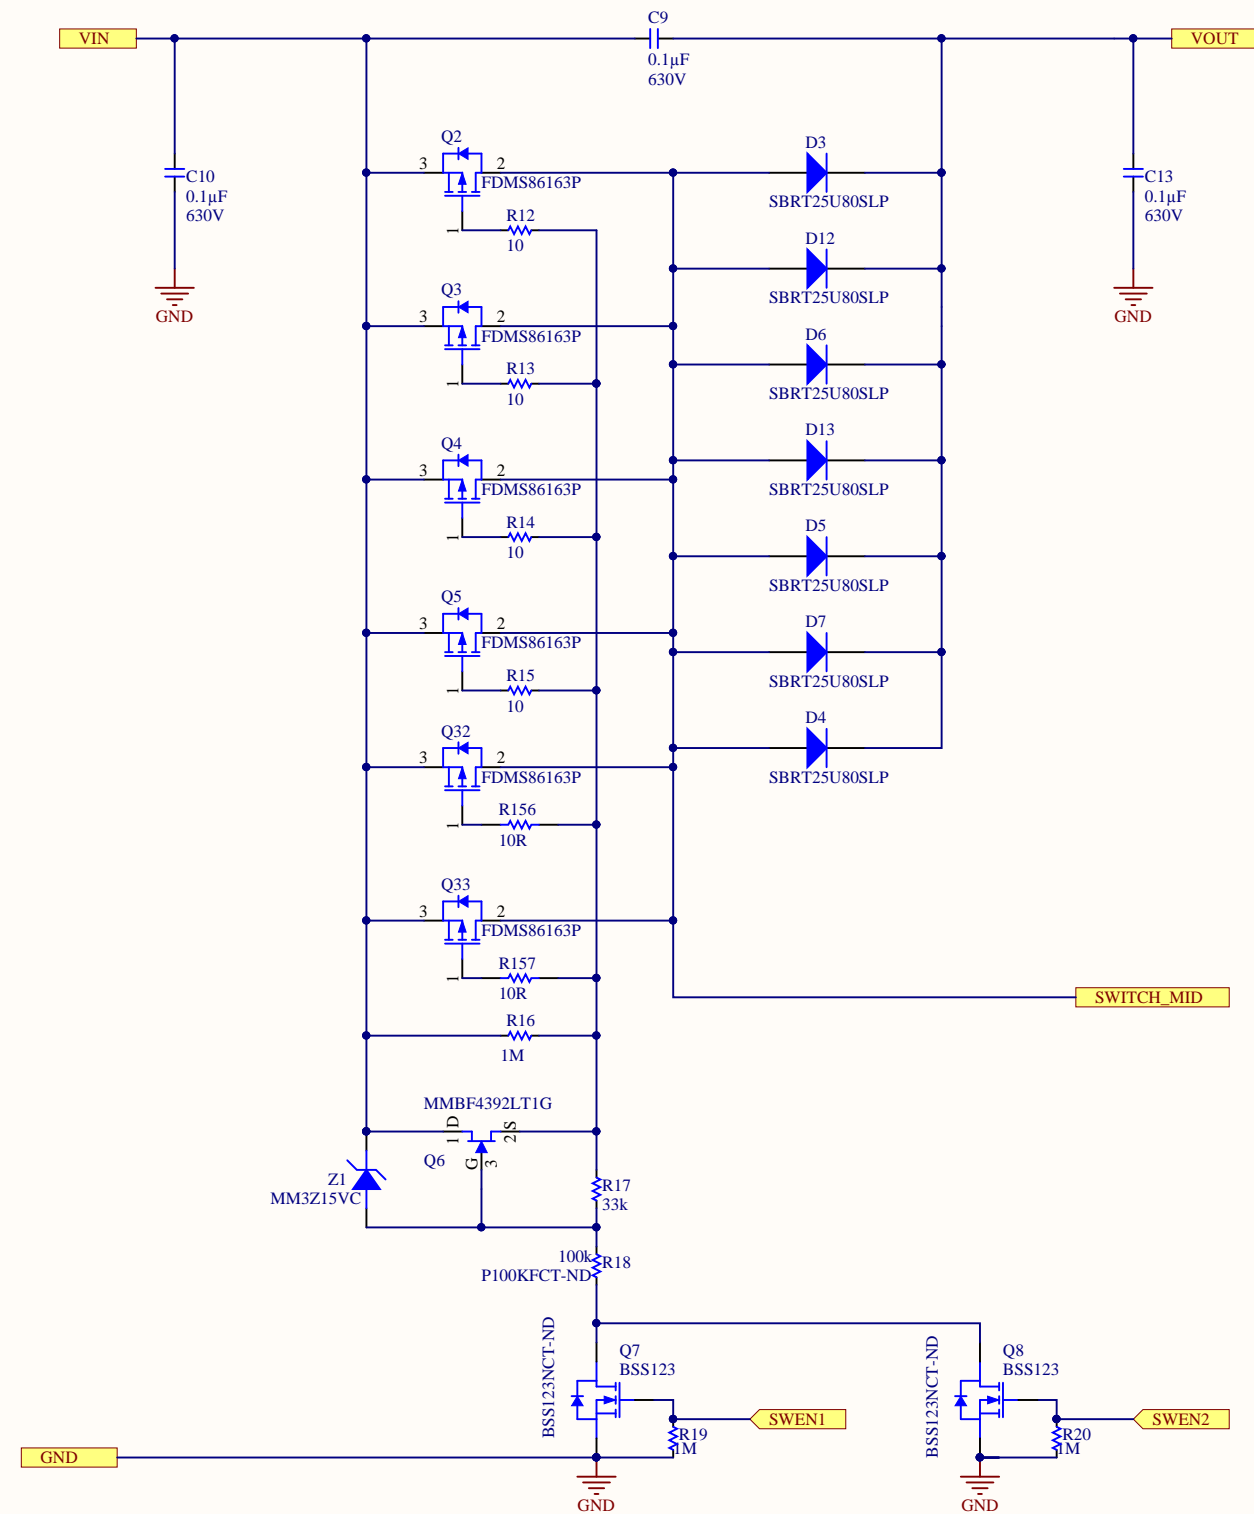 C9
VIN
VOUT
0.1µF
630V
Q2
D3
3
2
C10
FDMS86163P
C13
0.1µF
0.1µF
630V
SBRT25U80SLP
630V
R12
1
10
D12
Q3
SBRT25U80SLP
GND
GND
3
2
FDMS86163P
D6
R13
1
10
SBRT25U80SLP
D13
Q4
3
2
FDMS86163P
SBRT25U80SLP
R14
D5
1
10
SBRT25U80SLP
Q5
D7
3
2
FDMS86163P
R15
SBRT25U80SLP
1
10
D4
Q32
3
2
FDMS86163P
SBRT25U80SLP
R156
1
10R
Q33
3
2
FDMS86163P
R157
1
10R
SWITCH_MID
R16
1M
MMBF4392LT1G
1 D
2 S
Q6
G 3
Z1
MM3Z15VC
R17
33k
100k
R18
P100KFCT-ND
BSS123NCT-ND
Q7
BSS123
BSS123NCT-ND
Q8
BSS123
SWEN1
SWEN2
R19
1M
R20
1M
GND
GND
GND